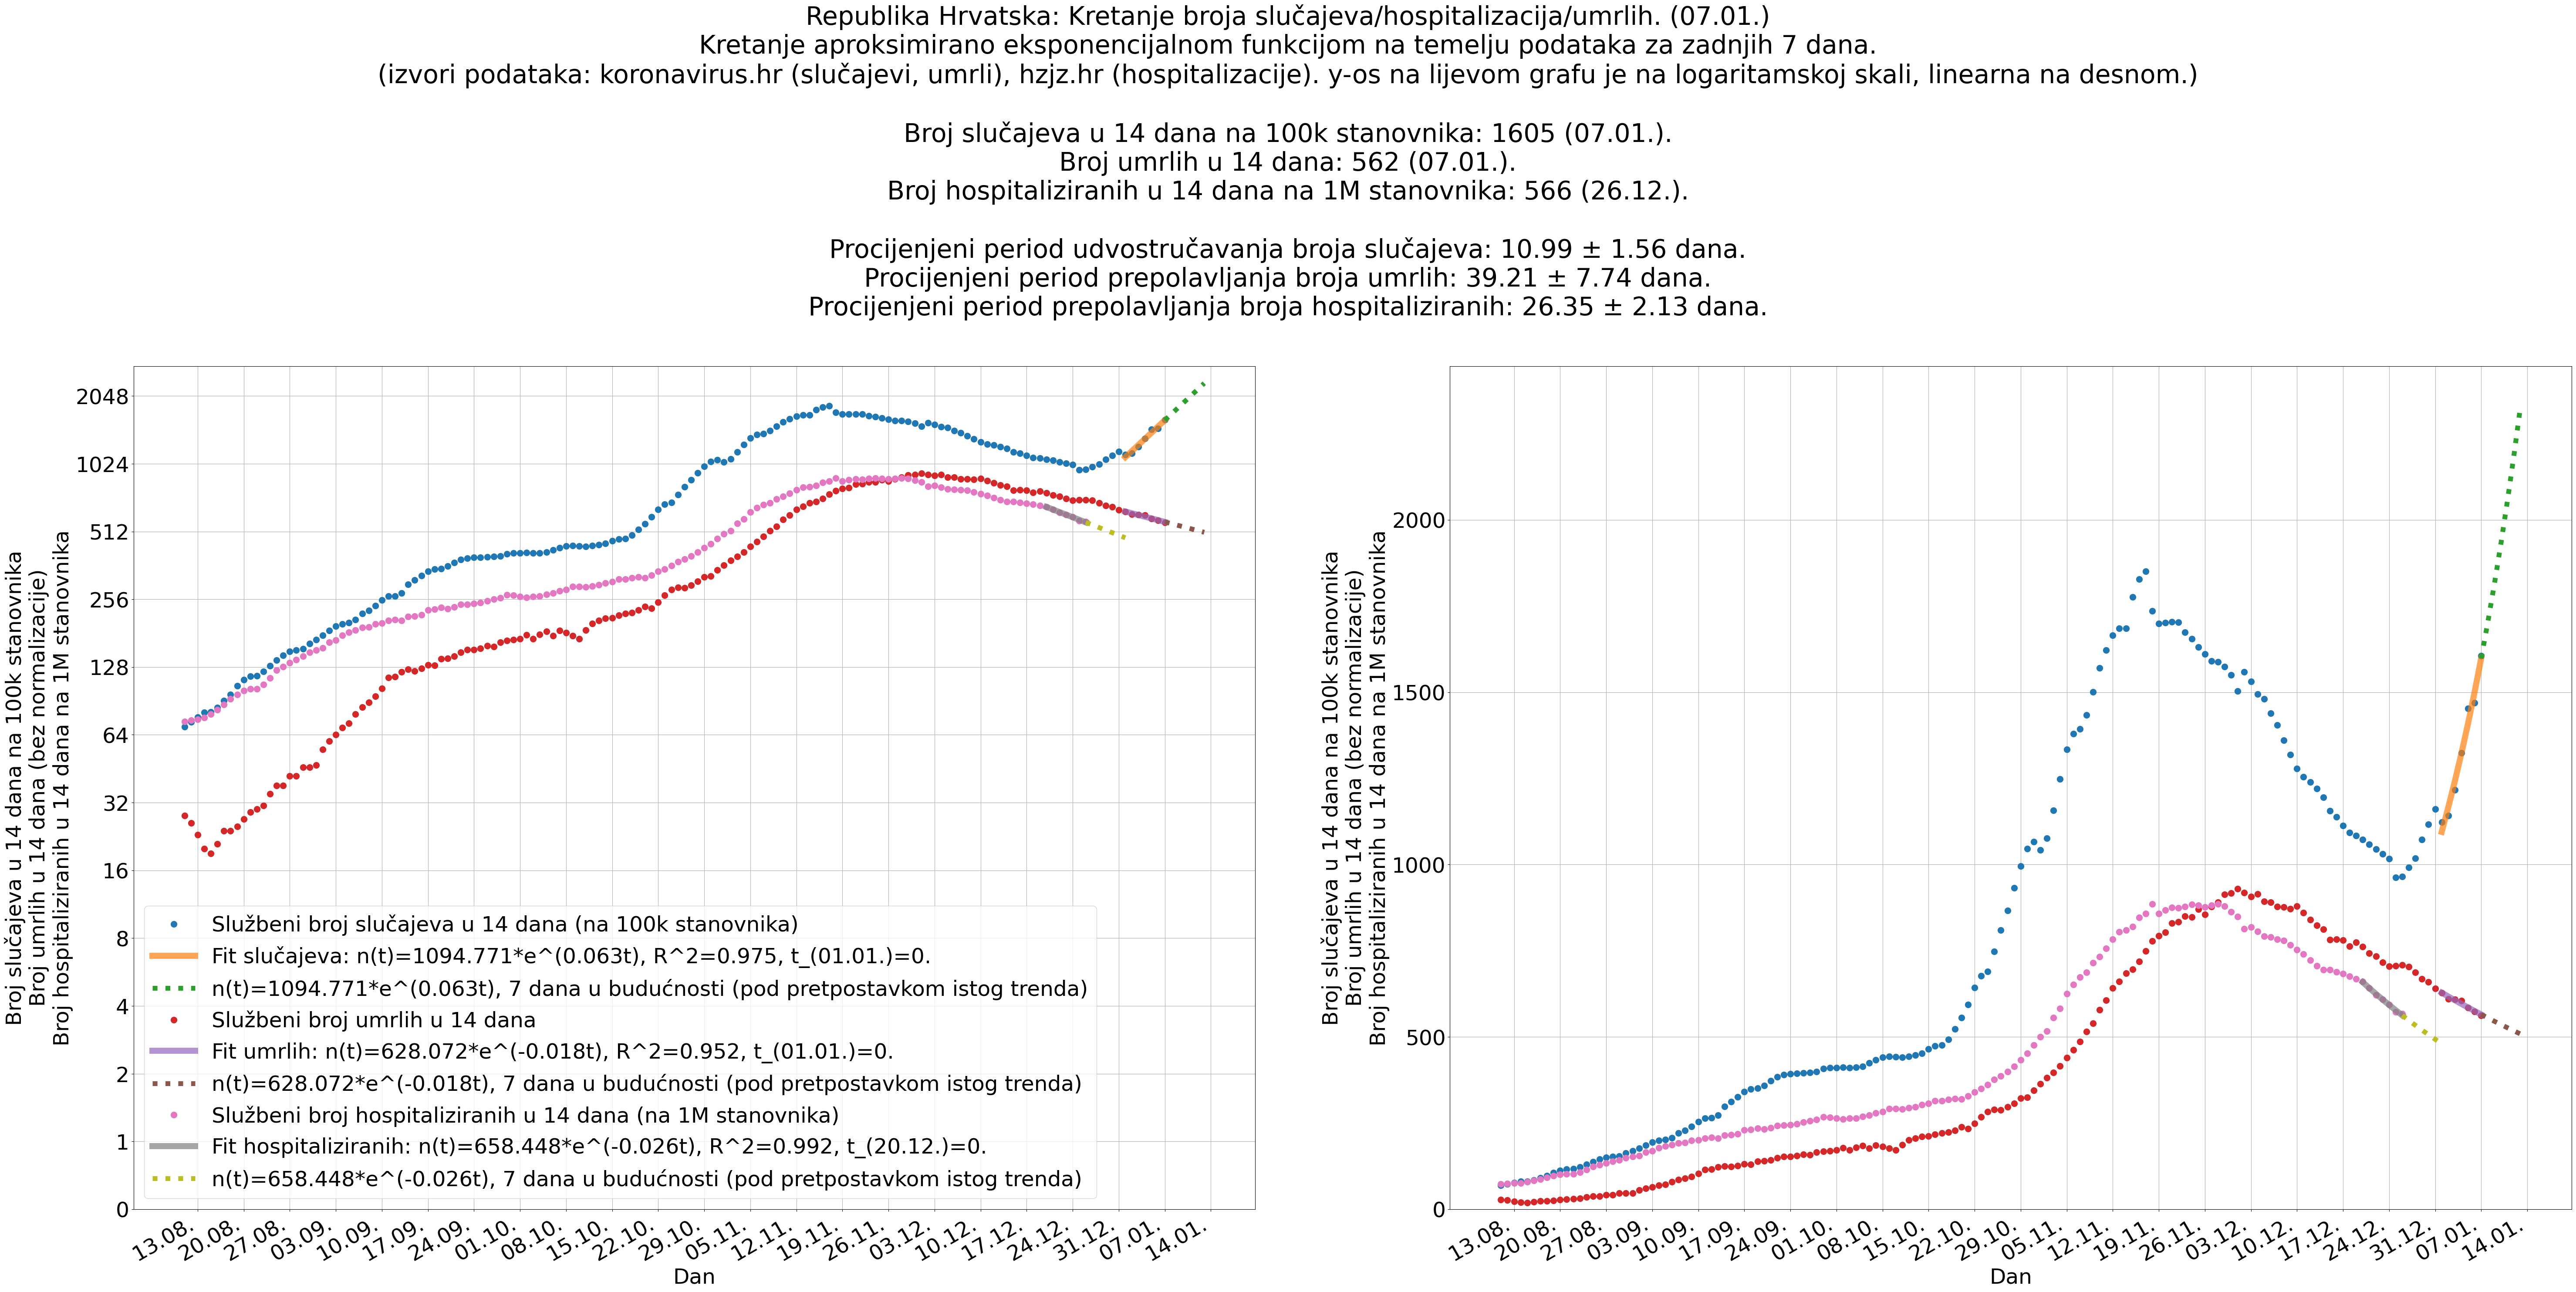 Republika Hrvatska: Kretanje broja slučajeva/hospitalizacija/umrlih. (07.01.)
Kretanje aproksimirano eksponencijalnom funkcijom na temelju podataka za zadnjih 7 dana.
(izvori podataka: koronavirus.hr (slučajevi, umrli), hzjz.hr (hospitalizacije). y-os na lijevom grafu je na logaritamskoj skali, linearna na desnom.)
Broj slučajeva u 14 dana na 100k stanovnika: 1605 (07.01.).
Broj umrlih u 14 dana: 562 (07.01.).
Broj hospitaliziranih u 14 dana na 1M stanovnika: 566 (26.12.).
Procijenjeni period udvostručavanja broja slučajeva: 10.99 ± 1.56 dana.
Procijenjeni period prepolavljanja broja umrlih: 39.21 ± 7.74 dana.
Procijenjeni period prepolavljanja broja hospitaliziranih: 26.35 ± 2.13 dana.
Broj slučajeva u 14 dana na 100k stanovnika
Broj umrlih u 14 dana (bez normalizacije)
Broj hospitaliziranih u 14 dana na 1M stanovnika
2048
1024
512
256
128
64
32
16
8
4
2
1
0
Službeni broj slučajeva u 14 dana (na 100k stanovnika)
Fit slučajeva: n(t)=1094.771*e^(0.063t), R^2=0.975, t_(01.01.)=0.
n(t)=1094.771*e^(0.063t), 7 dana u budućnosti (pod pretpostavkom istog trenda)
Službeni broj umrlih u 14 dana
Fit umrlih: n(t)=628.072*e^(-0.018t), R^2=0.952, t_(01.01.)=0.
n(t)=628.072*e^(-0.018t), 7 dana u budućnosti (pod pretpostavkom istog trenda)
Službeni broj hospitaliziranih u 14 dana (na 1M stanovnika)
Fit hospitaliziranih: n(t)=658.448*e^(-0.026t), R^2=0.992, t_(20.12.)=0.
n(t)=658.448*e^(-0.026t), 7 dana u budućnosti (pod pretpostavkom istog trenda)
13.08. 20.08. 27.08. 03.09. 10.09. 17.09. 24.09. 01.10. 08.10. 15.10. 22.10. 29.10. 05.11. 12.11. 19.11. 26.11. 03.12. 10.12. 17.12. 24.12. 31.12. 07.01. 14.01.
Dan
Broj slučajeva u 14 dana na 100k stanovnika
Broj umrlih u 14 dana (bez normalizacije)
Broj hospitaliziranih u 14 dana na 1M stanovnika
2000
1500
1000
500
0
13.08. 20.08. 27.08. 03.09. 10.09. 17.09. 24.09. 01.10. 08.10. 15.10. 22.10. 29.10. 05.11. 12.11. 19.11. 26.11. 03.12. 10.12. 17.12. 24.12. 31.12. 07.01. 14.01.
Dan